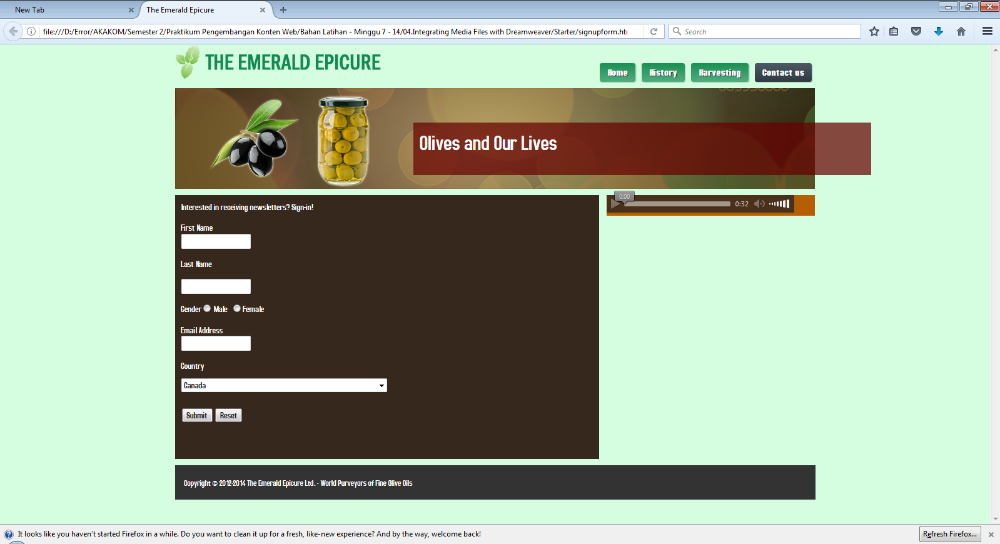 New Tab
The Emerald Epicure
file:///D:/Error/AKAKOM/Semester 2/Praktikum Pengembangan Konten Web/Bahan Latihan - Minggu 7 - 14/04.Integrating Media Files with Dreamweaver/Starter/signupform.htm
Search
THE EMERALD EPICURE
Home
History
Harvesting
Contact us
Olives and Our Lives
Interested in receiving newsletters? Sign-in!
0:00
0:32
First Name
Last Name
Gender Male Female
Email Address
Country
Canada
Submit Reset
Copyright © 2012-2014 The Emerald Epicure Ltd. - World Purveyors of Fine Olive Oils
It looks like you haven't started Firefox in a while. Do you want to clean it up for a fresh, like-new experience? And by the way, welcome back!
Refresh Firefox...